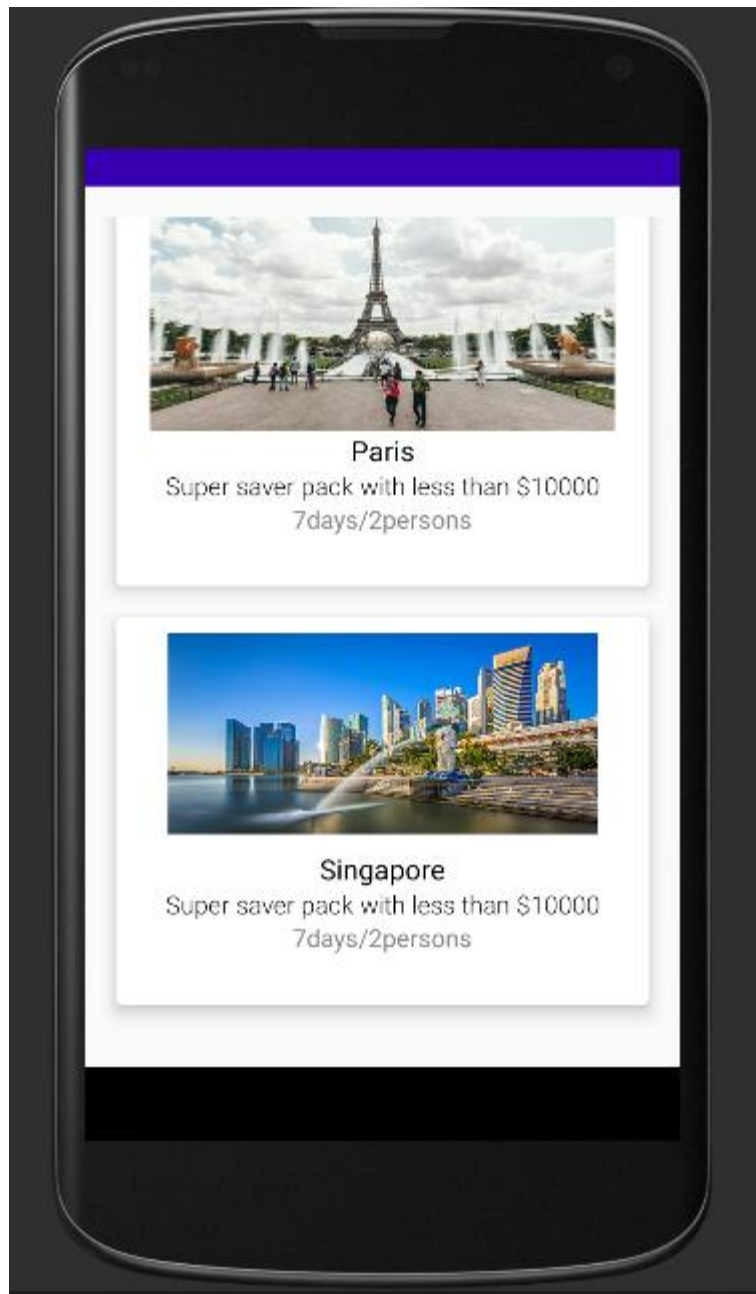 Paris
Super saver pack with less than $10000
7days/2persons
Singapore
Super saver pack with less than $10000
7days/2persons